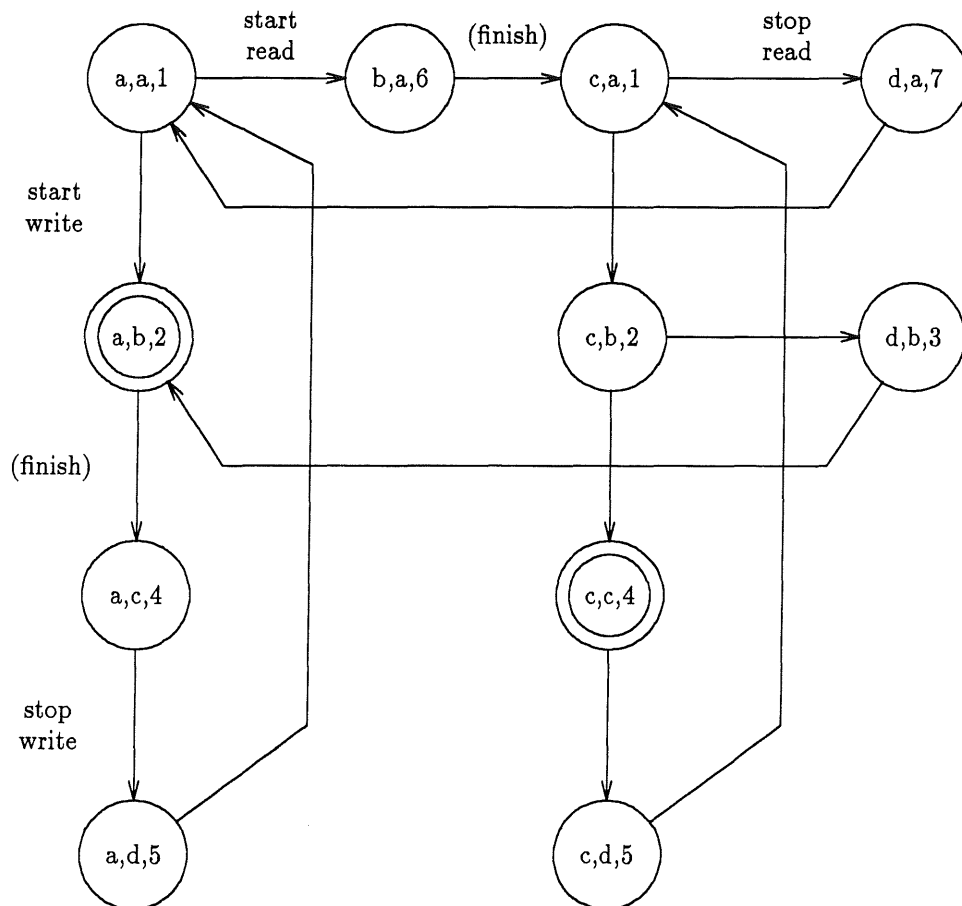 start
read
(finish)
stop
read
a,a,1
b,a,6
c,a,1
d,a,7
start
write
a,b,2
c,b,2
d,b,3
(finish)
a,c,4
c,c,4
stop
write
a,d,5
c,d,5